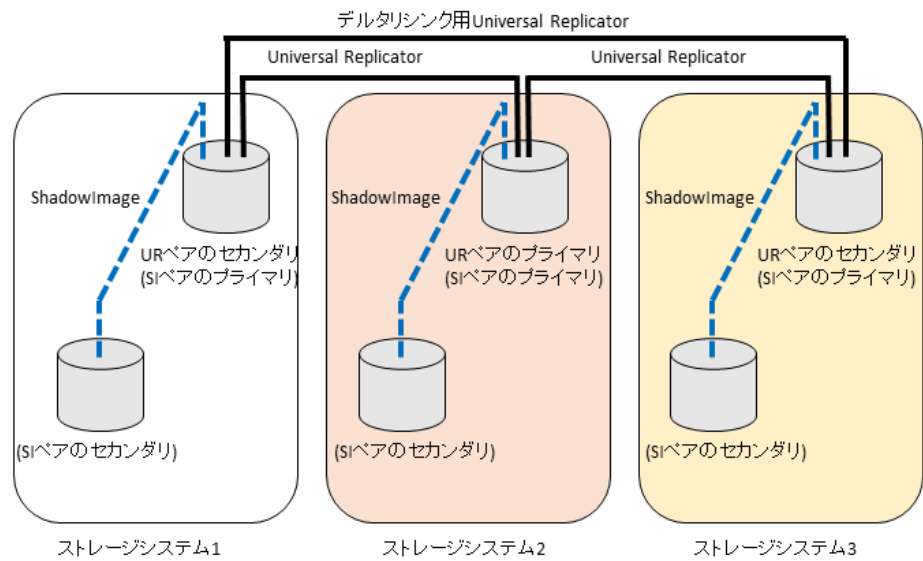 デルタリシンク用Universal Replicator
Universal Replicator
Universal Replicator
ShadowImage
ShadowImage
ShadowImage
URペアのセカンダリ
(SIペアのプライマリ)
URペアのプライマリ
(SIペアのプライマリ)
URペアのセカンダリ
(SIペアのプライマリ)
(SIペアのセカンダリ)
(SIペアのセカンダリ)
(SIペアのセカンダリ)
ストレージシステム1
ストレージシステム2
ストレージシステム3